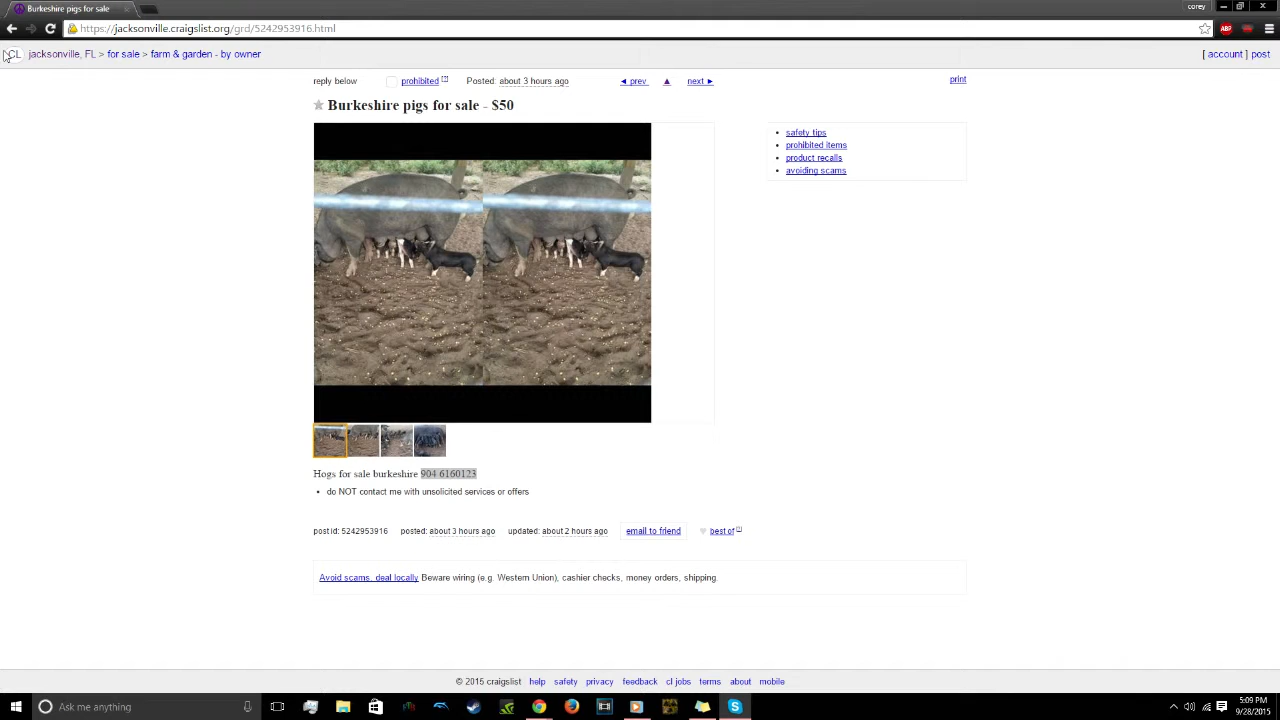 Burkeshire pigs for sale
corey
https://jacksonville.craigslist.org/grd/5242953916.html
ABP
CL jacksonville, FL > for sale > farm & garden - by owner [ account ] post
reply below prohibited [?] Posted: about 3 hours ago ◄ prev ▲ next ► print
Burkeshire pigs for sale - $50
safety tips
prohibited items
product recalls
avoiding scams
Hogs for sale burkeshire 904 6160123
do NOT contact me with unsolicited services or offers
post id: 5242953916 posted: about 3 hours ago updated: about 2 hours ago email to friend best of [?]
Avoid scams, deal locally Beware wiring (e.g. Western Union), cashier checks, money orders, shipping.
© 2015 craigslist help safety privacy feedback cl jobs terms about mobile
Ask me anything
5:09 PM
9/28/2015